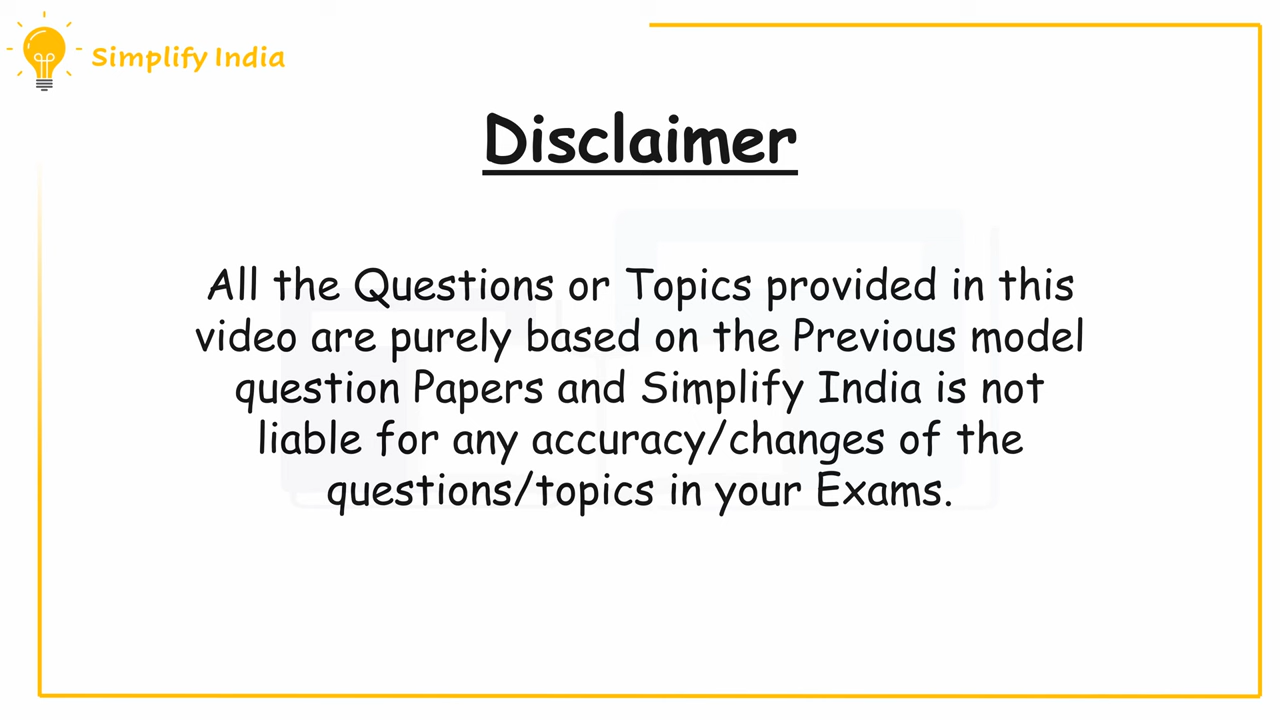 Simplify India
Disclaimer
All the Questions or Topics provided in this
video are purely based on the Previous model
question Papers and Simplify India is not
liable for any accuracy/changes of the
questions/topics in your Exams.